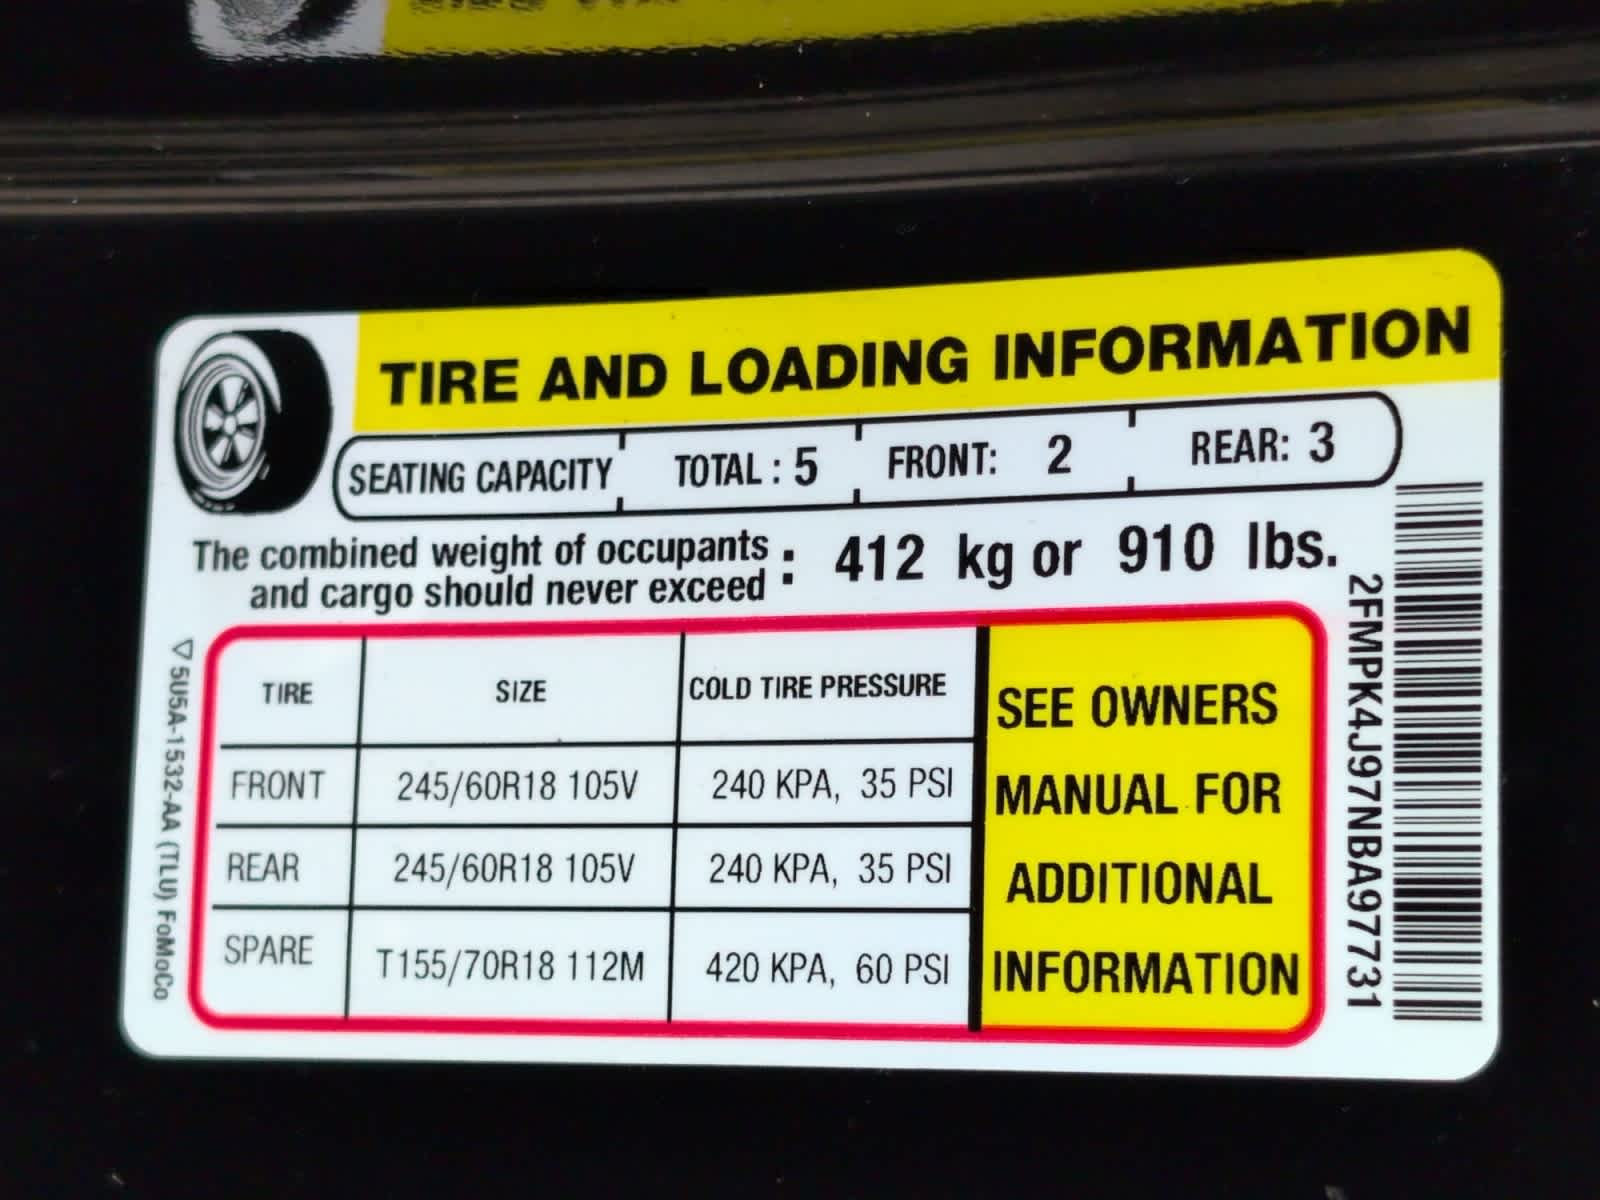 TIRE AND LOADING INFORMATION
SEATING CAPACITY TOTAL : 5 FRONT: 2 REAR: 3
The combined weight of occupants
and cargo should never exceed : 412 kg or 910 lbs.
TIRE SIZE COLD TIRE PRESSURE
FRONT 245/60R18 105V 240 KPA, 35 PSI
REAR 245/60R18 105V 240 KPA, 35 PSI
SPARE T155/70R18 112M 420 KPA, 60 PSI
SEE OWNERS
MANUAL FOR
ADDITIONAL
INFORMATION
2FMPK4J97NBA97731
5U5A-1532-AA (TLU) FoMoCo